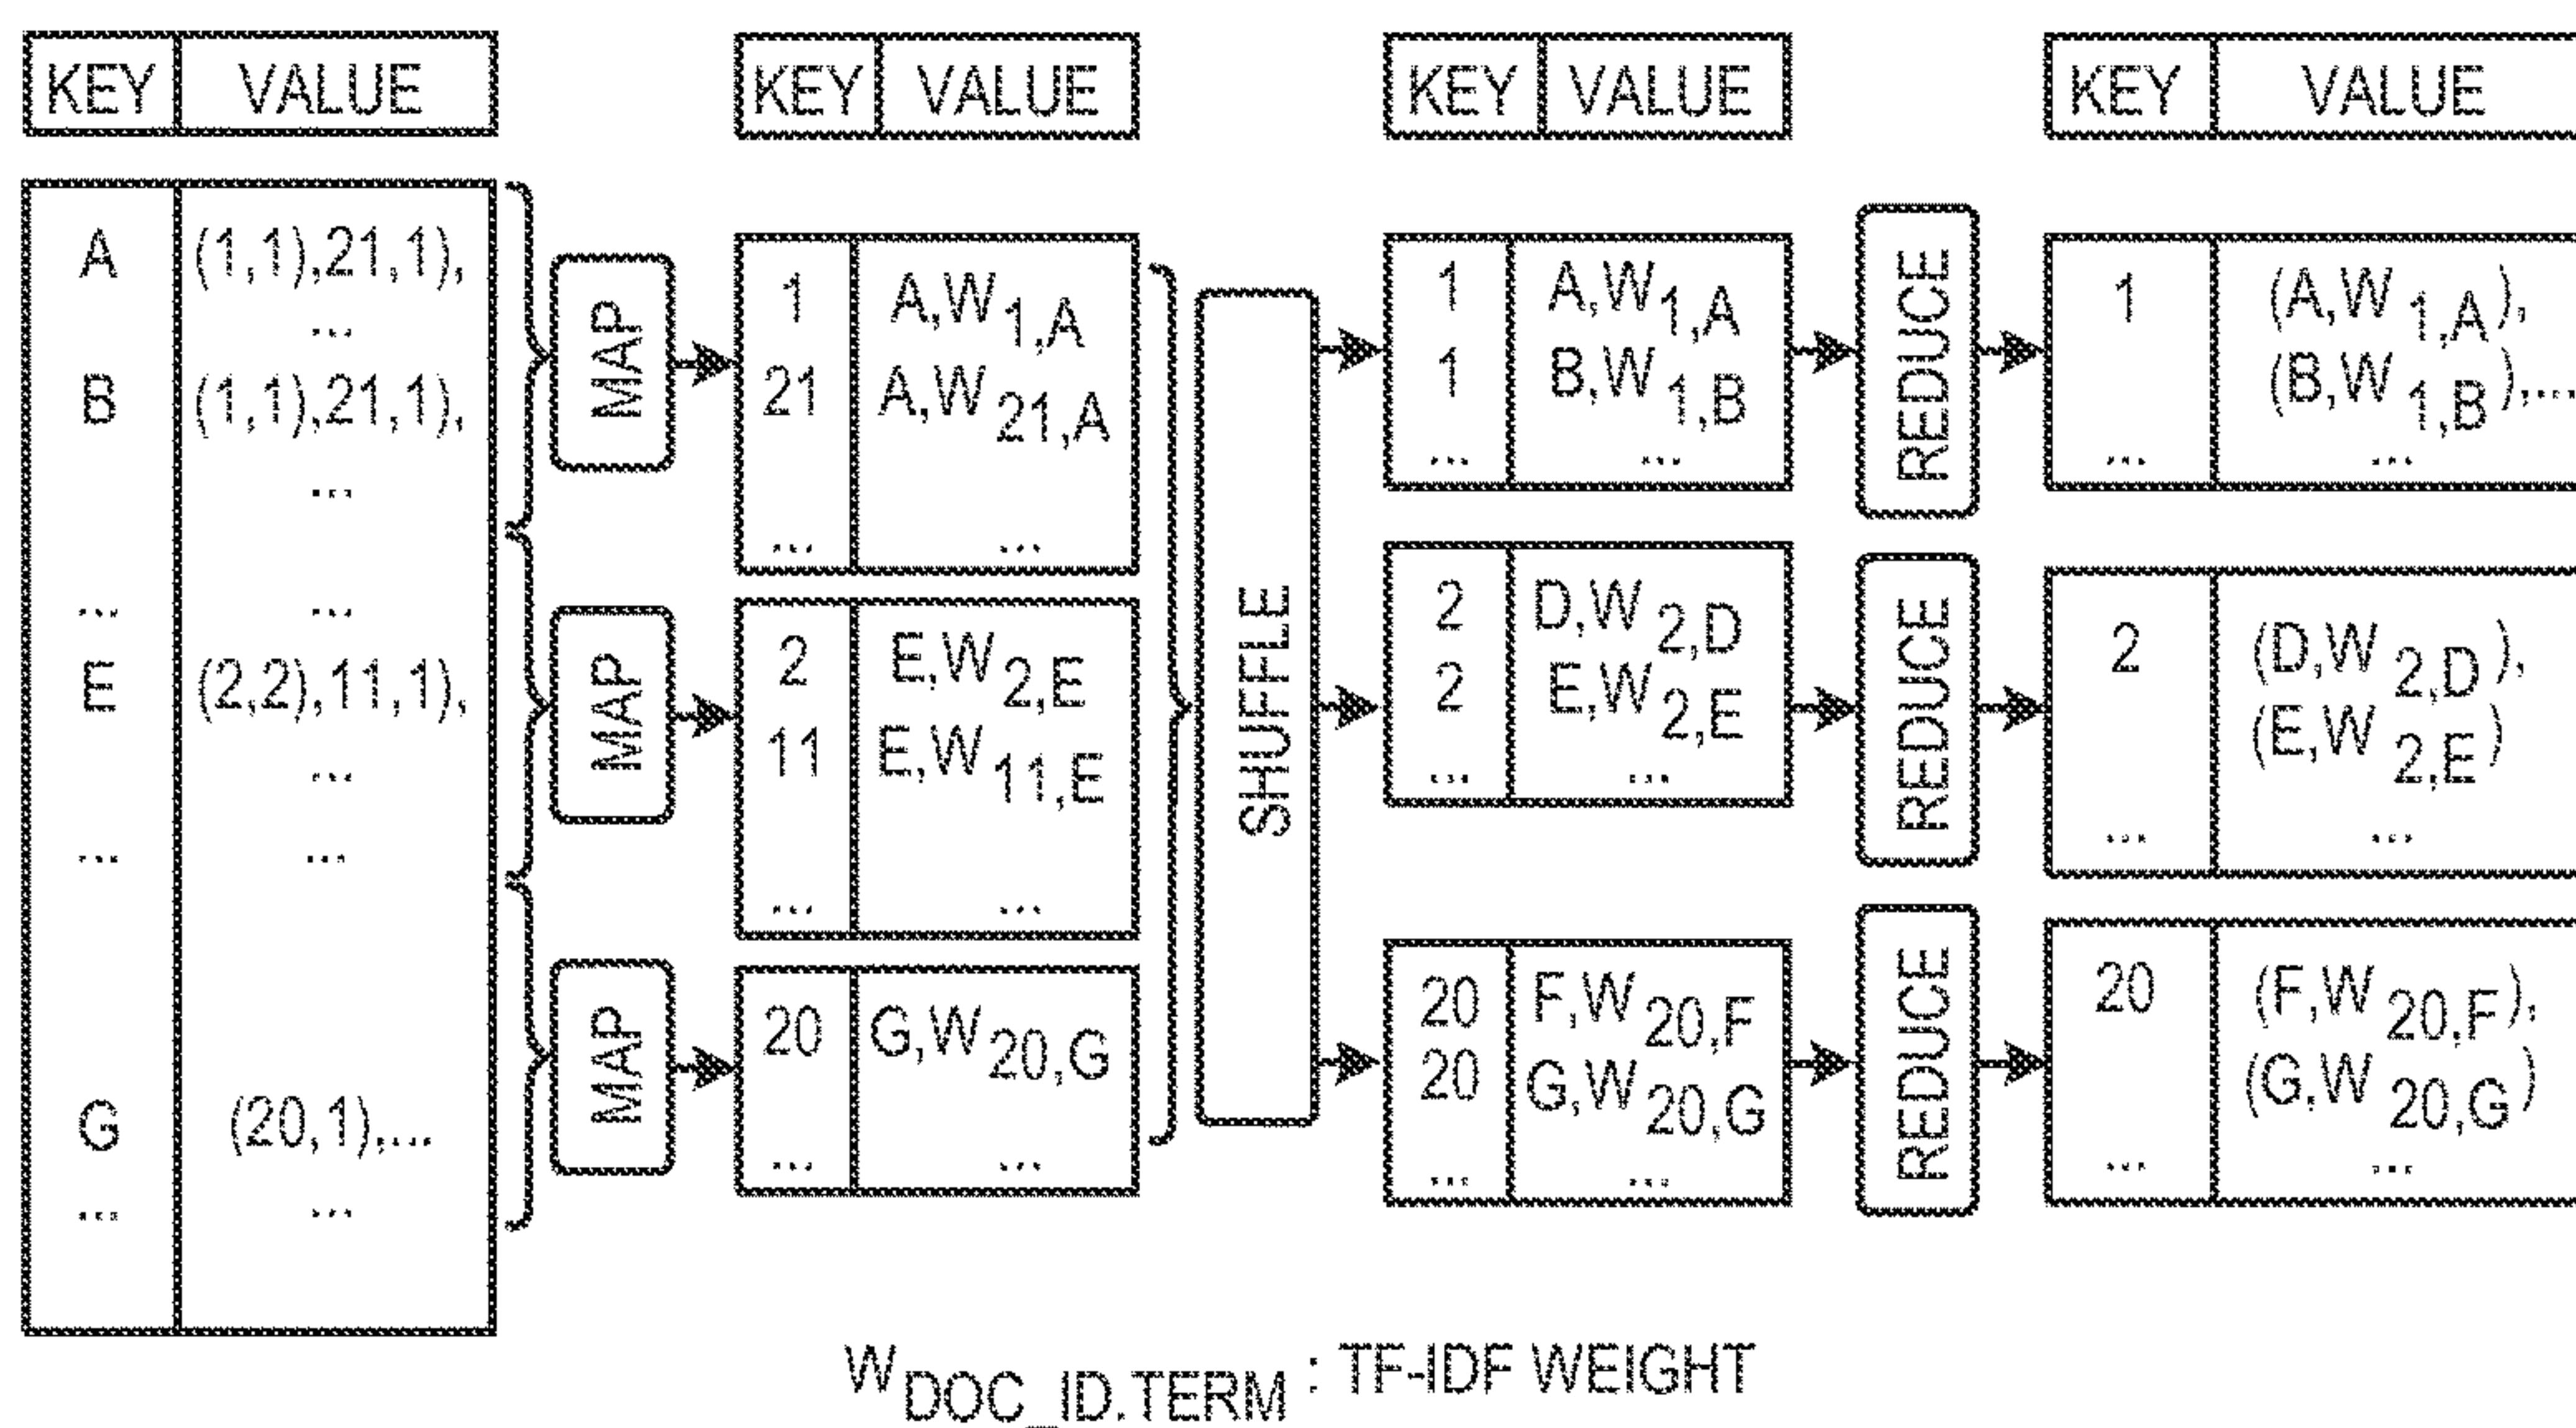 KEY VALUE
A (1,1),21,1),
...
B (1,1),21,1),
...
... ...
E (2,2),11,1),
...
... ...
G (20,1),...
... ...
MAP
MAP
MAP
KEY VALUE
1 A,W1,A
21 A,W21,A
... ...
2 E,W2,E
11 E,W11,E
... ...
20 G,W20,G
... ...
SHUFFLE
KEY VALUE
1 A,W1,A
1 B,W1,B
... ...
2 D,W2,D
2 E,W2,E
... ...
20 F,W20,F
20 G,W20,G
... ...
REDUCE
REDUCE
REDUCE
KEY VALUE
1 (A,W1,A),
(B,W1,B),...
... ...
2 (D,W2,D),
(E,W2,E)
... ...
20 (F,W20,F),
(G,W20,G)
... ...
WDOC_ID.TERM : TF-IDF WEIGHT